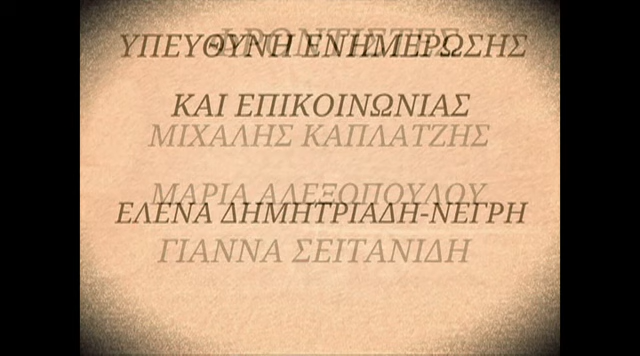 ΥΠΕΥΘΥΝΗ ΕΝΗΜΕΡΩΣΗΣ
ΚΑΙ ΕΠΙΚΟΙΝΩΝΙΑΣ
ΜΙΧΑΛΗΣ ΚΑΠΛΑΤΖΗΣ
ΜΑΡΙΑ ΑΛΕΞΟΠΟΥΛΟΥ
ΕΛΕΝΑ ΔΗΜΗΤΡΙΑΔΗ-ΝΕΓΡΗ
ΓΙΑΝΝΑ ΣΕΙΤΑΝΙΔΗ